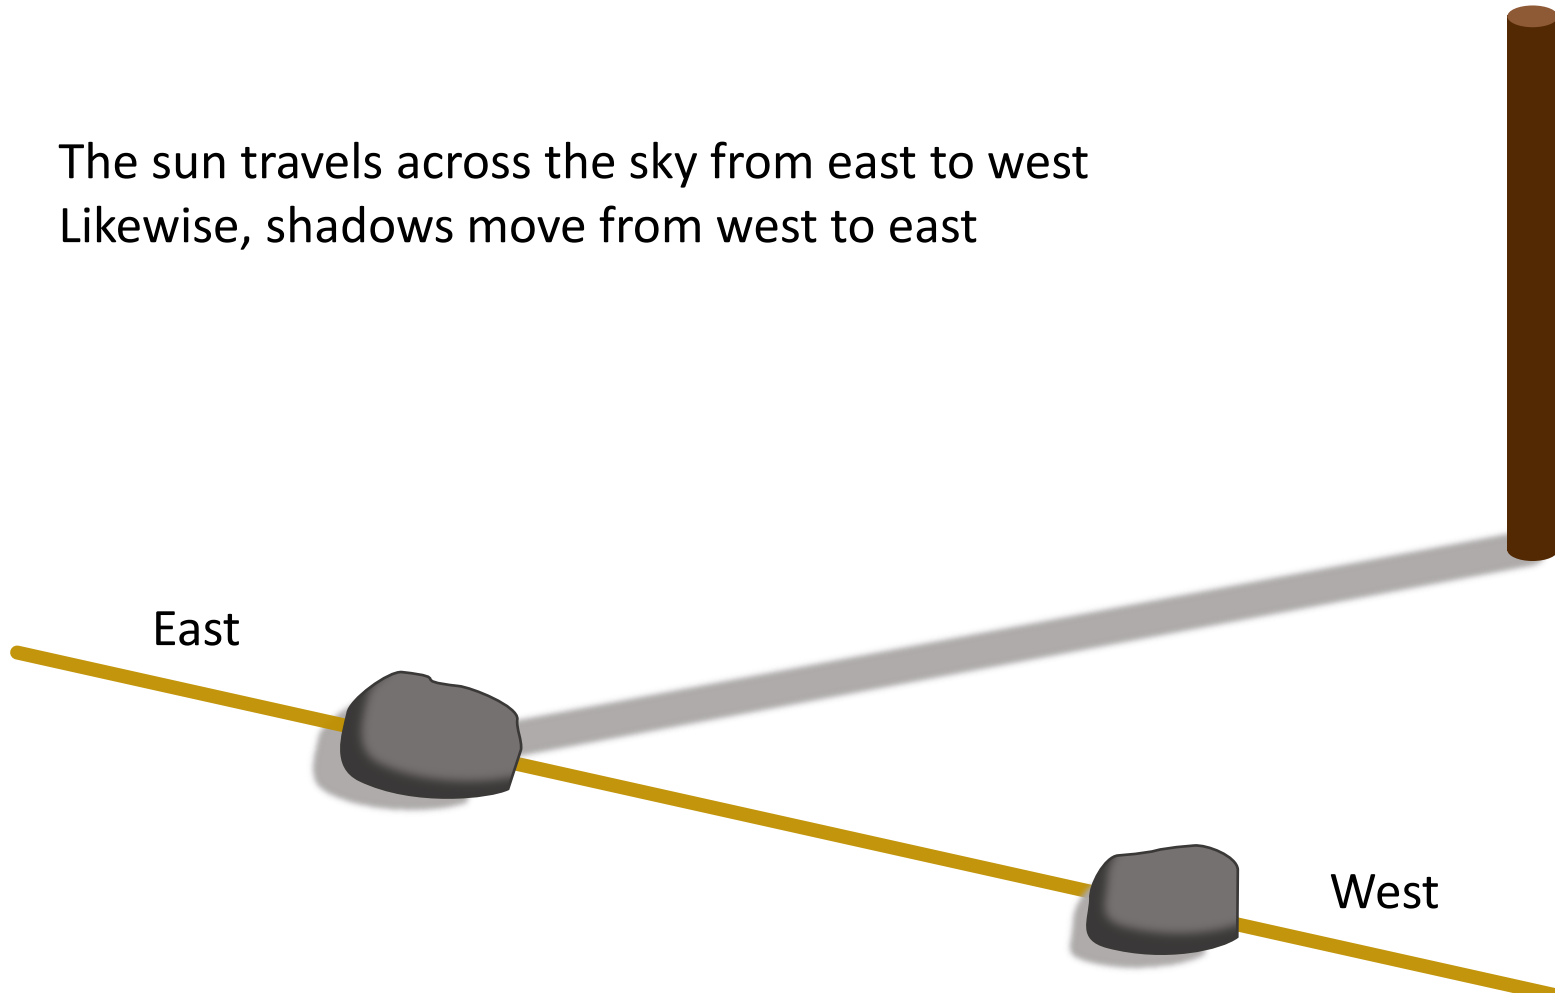 The sun travels across the sky from east to west
Likewise, shadows move from west to east
East
West